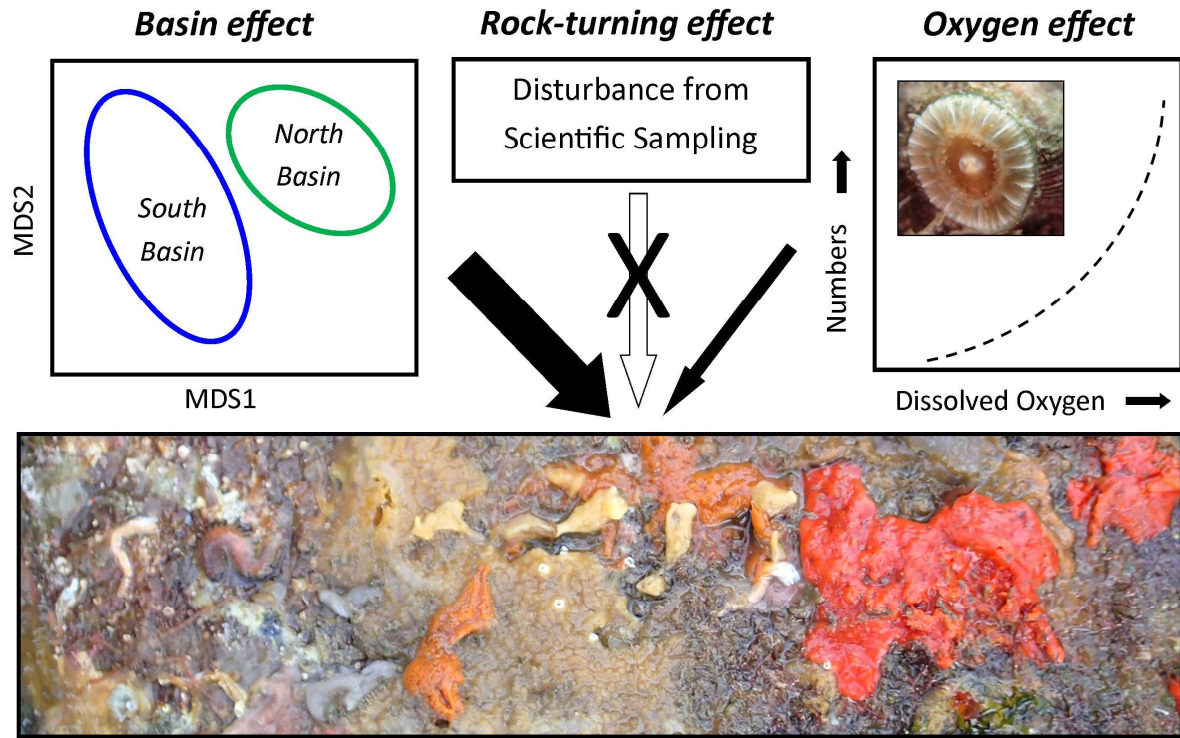 Basin effect
Rock-turning effect
Oxygen effect
MDS2
South
Basin
North
Basin
MDS1
Disturbance from
Scientific Sampling
X
Numbers
Dissolved Oxygen